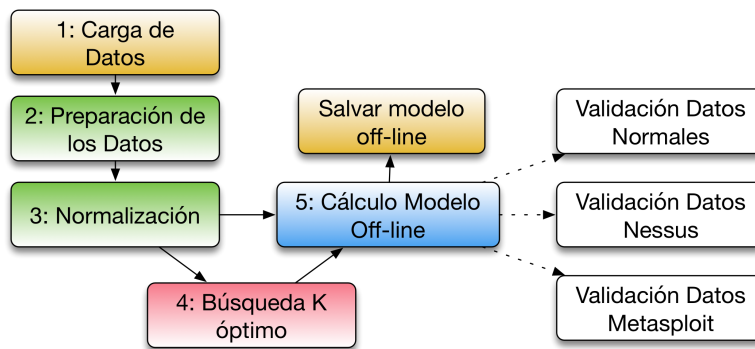 1: Carga de
Datos
2: Preparación de
los Datos
3: Normalización
4: Búsqueda K
óptimo
5: Cálculo Modelo
Off-line
Salvar modelo
off-line
Validación Datos
Normales
Validación Datos
Nessus
Validación Datos
Metasploit